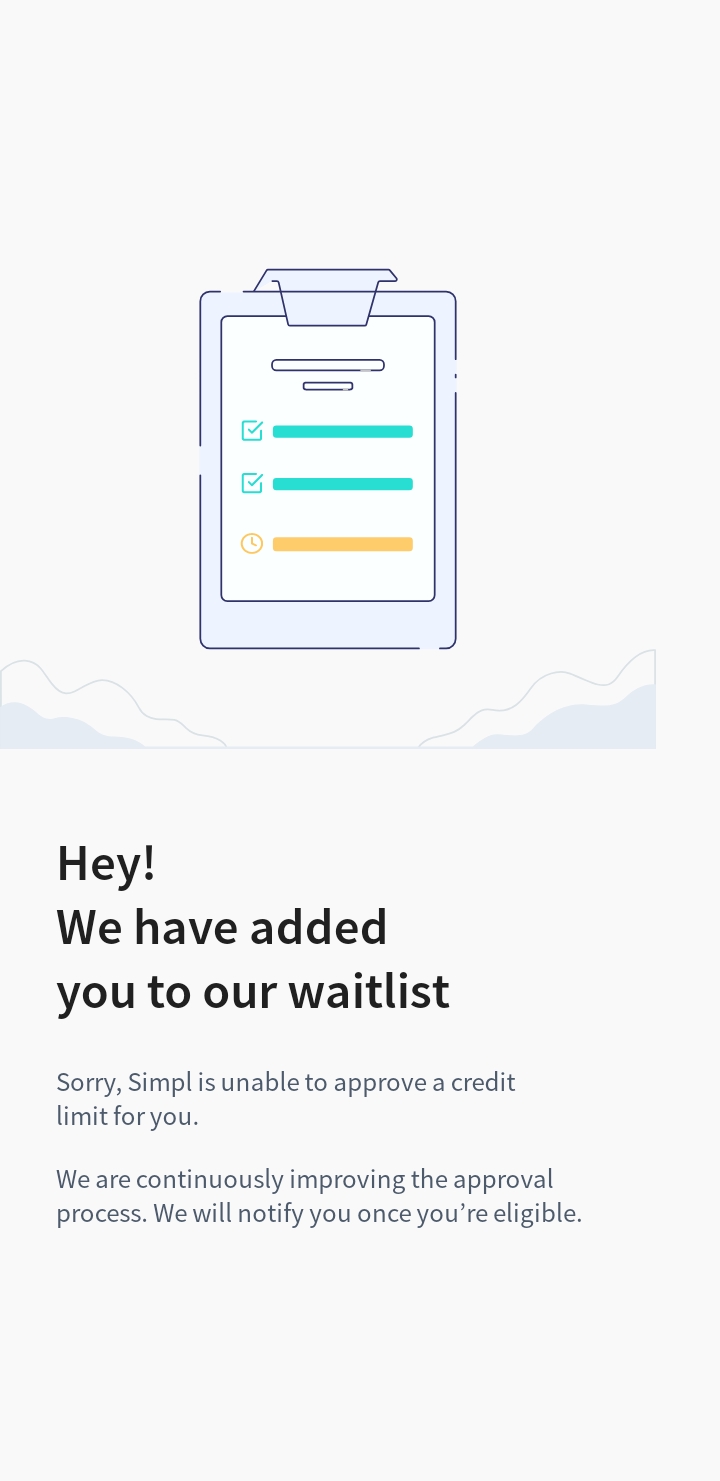 Hey!
We have added
you to our waitlist
Sorry, Simpl is unable to approve a credit
limit for you.
We are continuously improving the approval
process. We will notify you once you’re eligible.